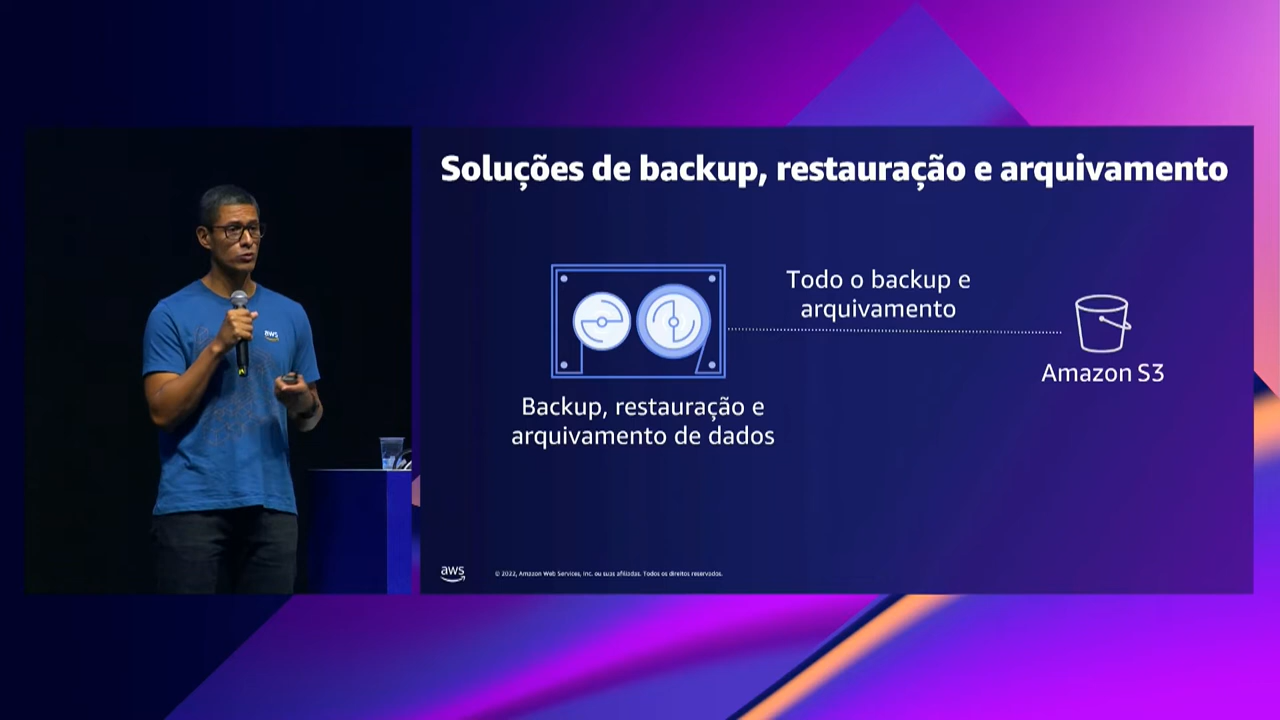 aws
Soluções de backup, restauração e arquivamento
Todo o backup e
arquivamento
Amazon S3
Backup, restauração e
arquivamento de dados
aws
© 2022, Amazon Web Services, Inc. ou suas afiliadas. Todos os direitos reservados.